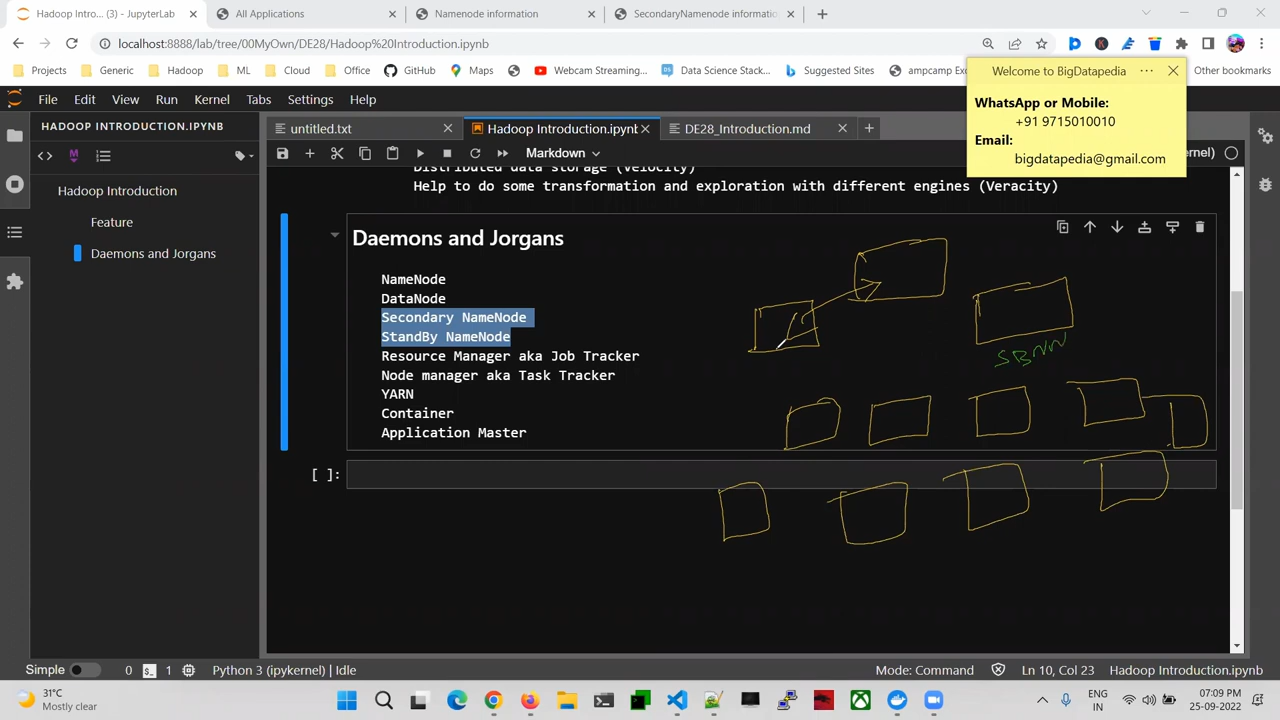 Hadoop Intro... (3) - JupyterLab
All Applications
Namenode information
SecondaryNamenode informatio
localhost:8888/lab/tree/00MyOwn/DE28/Hadoop%20Introduction.ipynb
Projects
Generic
Hadoop
ML
Cloud
Office
GitHub
Maps
Webcam Streaming...
Data Science Stack...
Suggested Sites
ampcamp Ex
Other bookmarks
Welcome to BigDatapedia
WhatsApp or Mobile:
+91 9715010010
Email:
bigdatapedia@gmail.com
File Edit View Run Kernel Tabs Settings Help
HADOOP INTRODUCTION.IPYNB
Hadoop Introduction
Feature
Daemons and Jorgans
untitled.txt
Hadoop Introduction.ipynt
DE28_Introduction.md
Markdown
nel)
Distributed data storage (Velocity)
Help to do some transformation and exploration with different engines (Veracity)
Daemons and Jorgans
NameNode
DataNode
Secondary NameNode
StandBy NameNode
Resource Manager aka Job Tracker
Node manager aka Task Tracker
YARN
Container
Application Master
SBNN
[ ]:
Simple
0
1
Python 3 (ipykernel) | Idle
Mode: Command
Ln 10, Col 23
Hadoop Introduction.ipynb
31°C
Mostly clear
ENG
IN
07:09 PM
25-09-2022